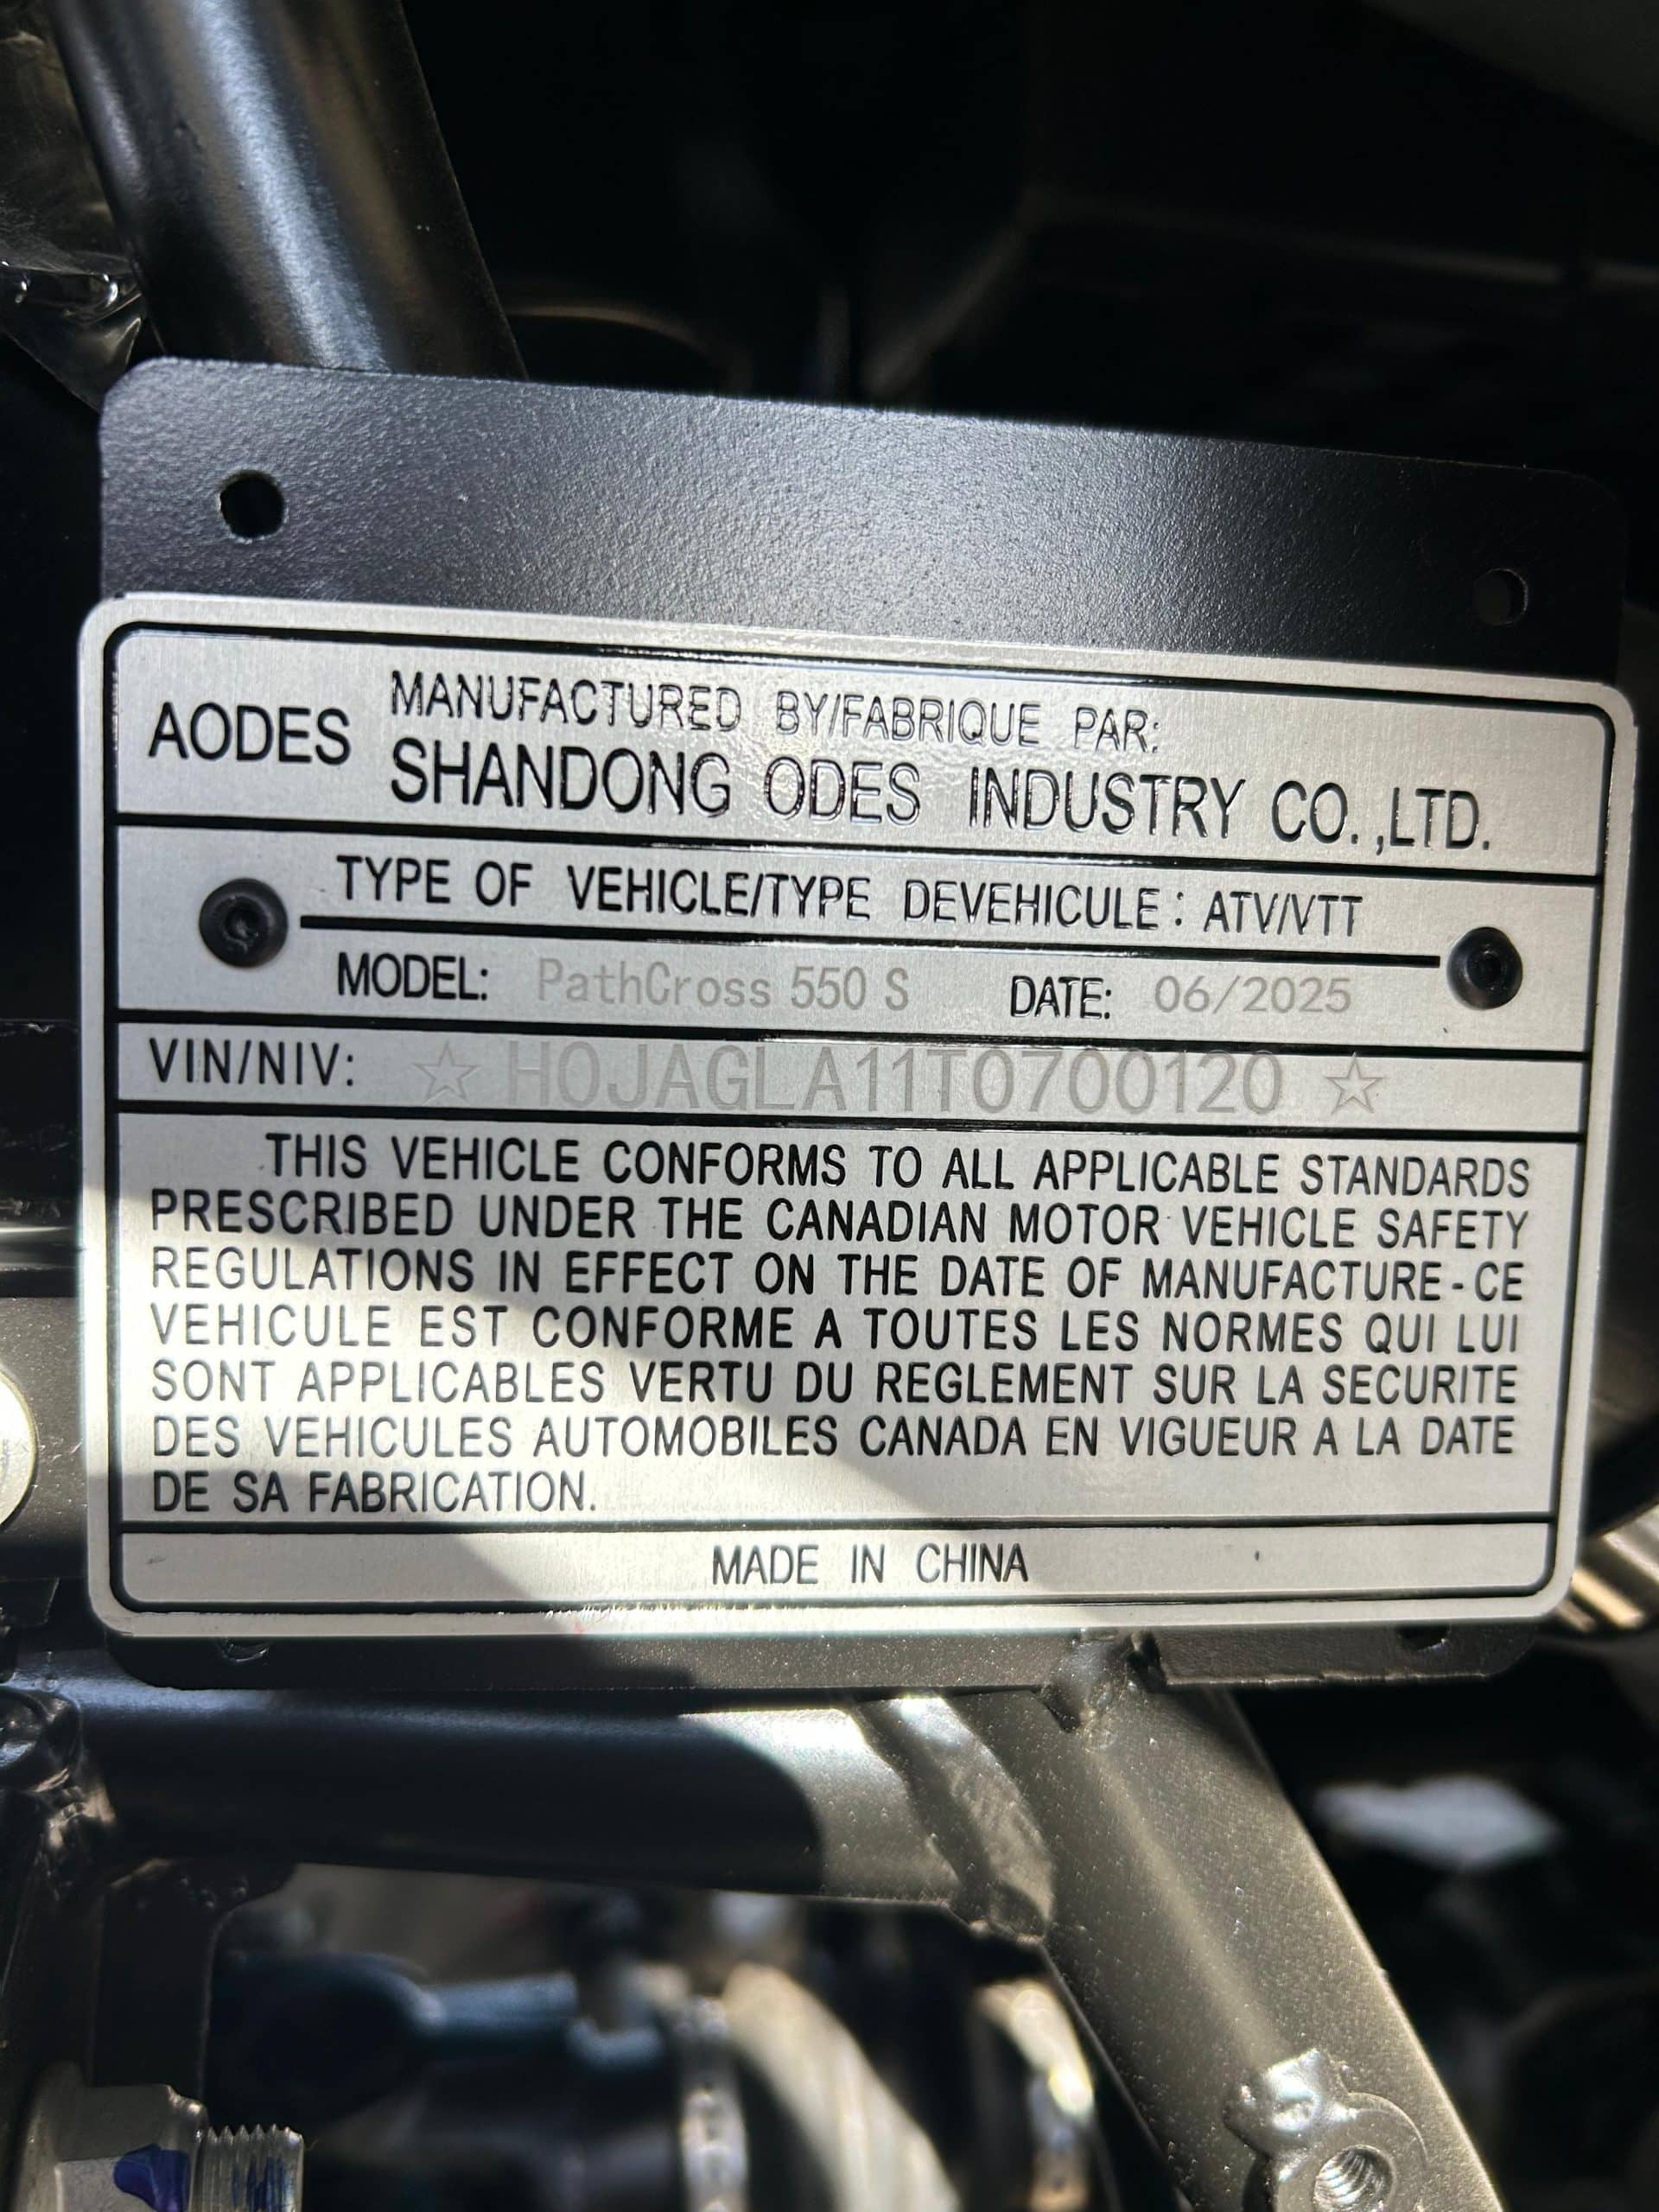 AODES
MANUFACTURED BY/FABRIQUE PAR:
SHANDONG ODES INDUSTRY CO.,LTD.
TYPE OF VEHICLE/TYPE DEVEHICULE: ATV/VTT
MODEL: PathCross 550 S DATE: 06/2025
VIN/NIV: ☆ H0JAGLA11T0700120 ☆
THIS VEHICLE CONFORMS TO ALL APPLICABLE STANDARDS
PRESCRIBED UNDER THE CANADIAN MOTOR VEHICLE SAFETY
REGULATIONS IN EFFECT ON THE DATE OF MANUFACTURE-CE
VEHICULE EST CONFORME A TOUTES LES NORMES QUI LUI
SONT APPLICABLES VERTU DU REGLEMENT SUR LA SECURITE
DES VEHICULES AUTOMOBILES CANADA EN VIGUEUR A LA DATE
DE SA FABRICATION.
MADE IN CHINA